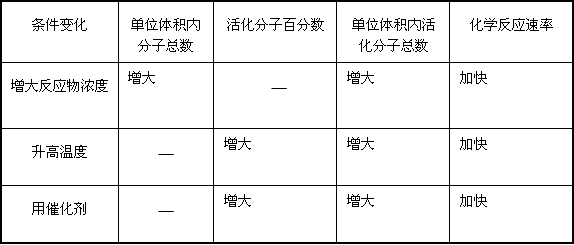 条件变化 单位体积内分子总数 活化分子百分数 单位体积内活化分子总数 化学反应速率
增大反应物浓度 增大 — 增大 加快
升高温度 — 增大 增大 加快
用催化剂 — 增大 增大 加快